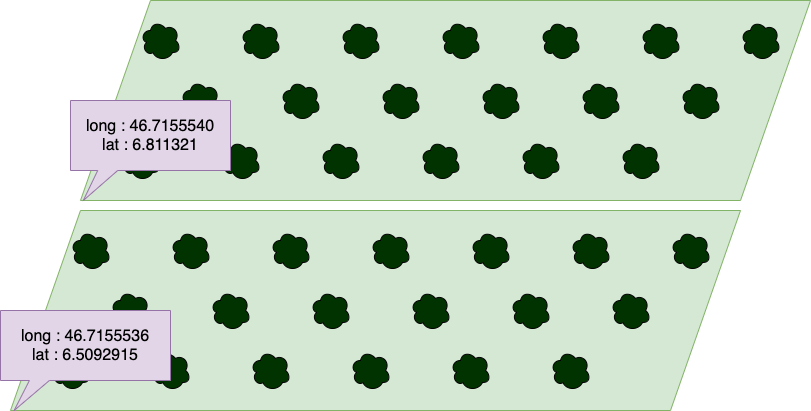 long : 46.7155540
lat : 6.811321
long : 46.7155536
lat : 6.5092915